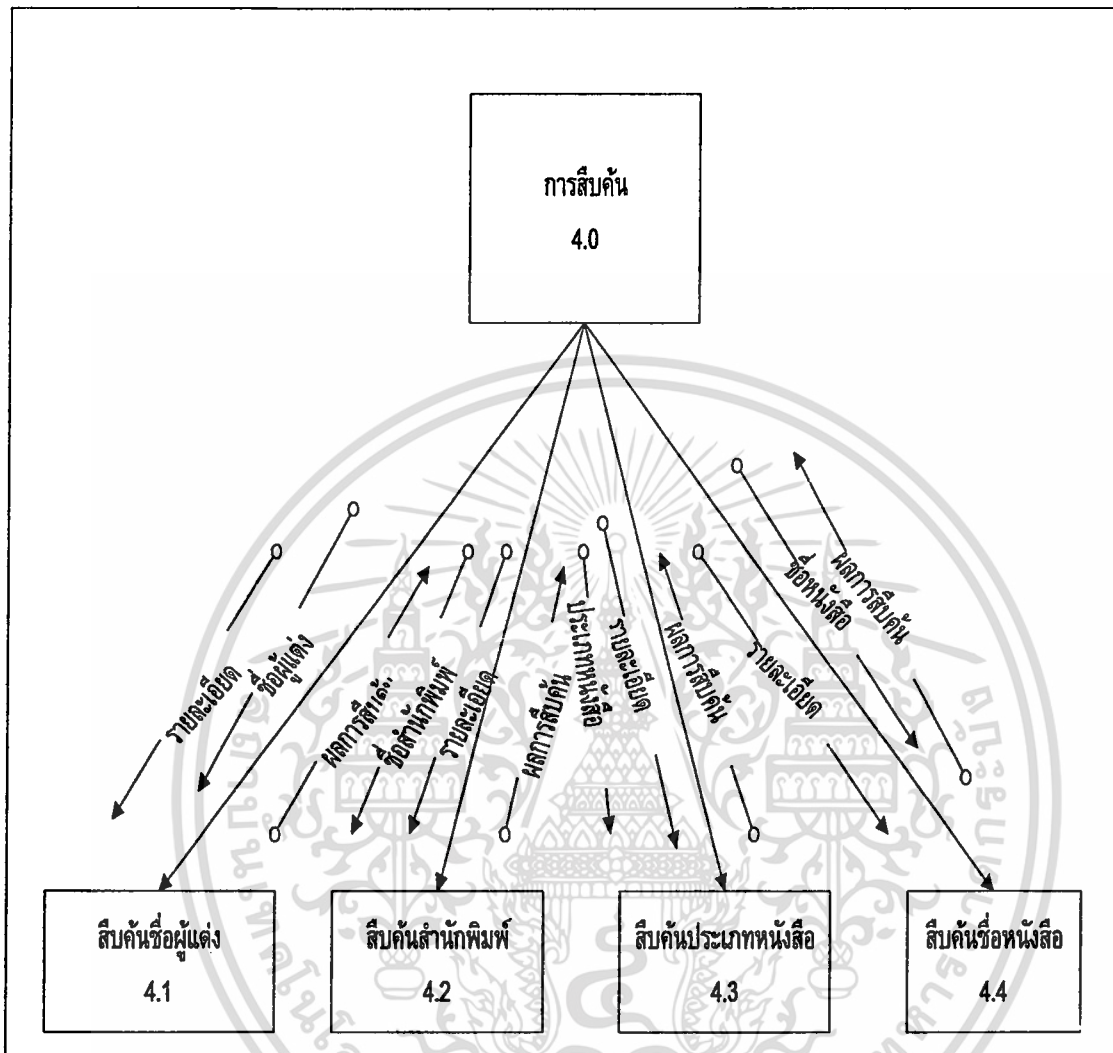 การสืบค้น
4.0
รายละเอียด
ชื่อผู้แต่ง
ผลการสืบค้น
ชื่อสำนักพิมพ์
รายละเอียด
ผลการสืบค้น
ประเภทหนังสือ
รายละเอียด
ผลการสืบค้น
รายละเอียด
ชื่อหนังสือ
ผลการสืบค้น
สืบค้นชื่อผู้แต่ง
4.1
สืบค้นสำนักพิมพ์
4.2
สืบค้นประเภทหนังสือ
4.3
สืบค้นชื่อหนังสือ
4.4